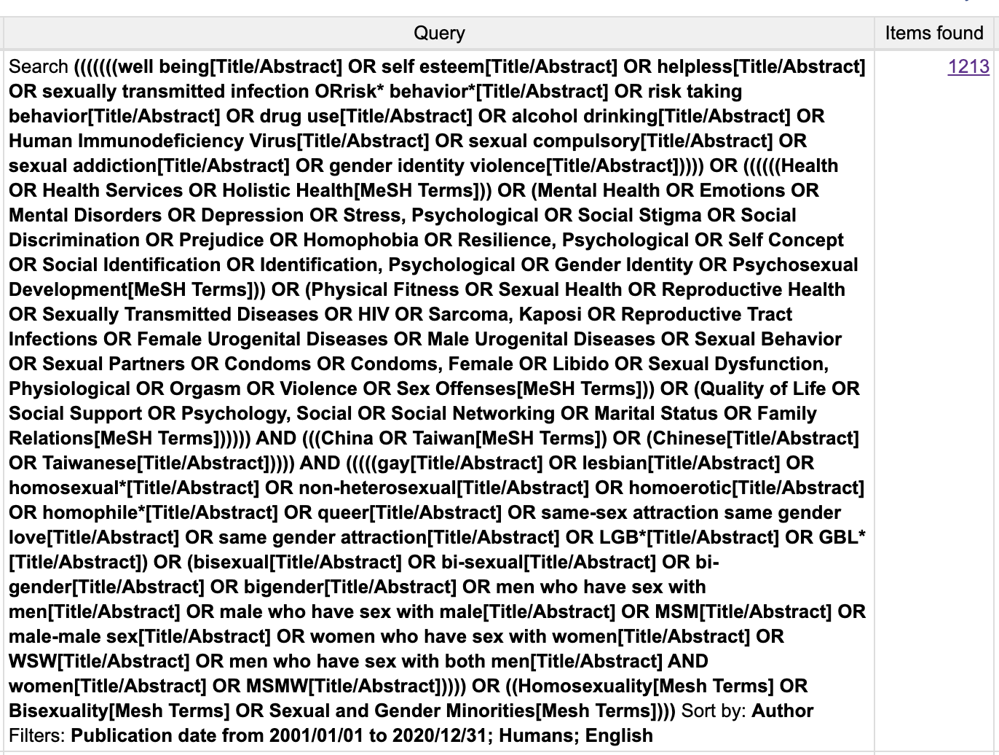 Query Items found
Search (((((((well being[Title/Abstract] OR self esteem[Title/Abstract] OR helpless[Title/Abstract] 1213
OR sexually transmitted infection ORrisk* behavior*[Title/Abstract] OR risk taking
behavior[Title/Abstract] OR drug use[Title/Abstract] OR alcohol drinking[Title/Abstract] OR
Human Immunodeficiency Virus[Title/Abstract] OR sexual compulsory[Title/Abstract] OR
sexual addiction[Title/Abstract] OR gender identity violence[Title/Abstract])))) OR ((((((Health
OR Health Services OR Holistic Health[MeSH Terms])) OR (Mental Health OR Emotions OR
Mental Disorders OR Depression OR Stress, Psychological OR Social Stigma OR Social
Discrimination OR Prejudice OR Homophobia OR Resilience, Psychological OR Self Concept
OR Social Identification OR Identification, Psychological OR Gender Identity OR Psychosexual
Development[MeSH Terms])) OR (Physical Fitness OR Sexual Health OR Reproductive Health
OR Sexually Transmitted Diseases OR HIV OR Sarcoma, Kaposi OR Reproductive Tract
Infections OR Female Urogenital Diseases OR Male Urogenital Diseases OR Sexual Behavior
OR Sexual Partners OR Condoms OR Condoms, Female OR Libido OR Sexual Dysfunction,
Physiological OR Orgasm OR Violence OR Sex Offenses[MeSH Terms])) OR (Quality of Life OR
Social Support OR Psychology, Social OR Social Networking OR Marital Status OR Family
Relations[MeSH Terms])))))) AND (((China OR Taiwan[MeSH Terms]) OR (Chinese[Title/Abstract]
OR Taiwanese[Title/Abstract])))) AND (((((gay[Title/Abstract] OR lesbian[Title/Abstract] OR
homosexual*[Title/Abstract] OR non-heterosexual[Title/Abstract] OR homoerotic[Title/Abstract]
OR homophile*[Title/Abstract] OR queer[Title/Abstract] OR same-sex attraction same gender
love[Title/Abstract] OR same gender attraction[Title/Abstract] OR LGB*[Title/Abstract] OR GBL*
[Title/Abstract]) OR (bisexual[Title/Abstract] OR bi-sexual[Title/Abstract] OR bi-
gender[Title/Abstract] OR bigender[Title/Abstract] OR men who have sex with
men[Title/Abstract] OR male who have sex with male[Title/Abstract] OR MSM[Title/Abstract] OR
male-male sex[Title/Abstract] OR women who have sex with women[Title/Abstract] OR
WSW[Title/Abstract] OR men who have sex with both men[Title/Abstract] AND
women[Title/Abstract] OR MSMW[Title/Abstract])))) OR ((Homosexuality[Mesh Terms] OR
Bisexuality[Mesh Terms] OR Sexual and Gender Minorities[Mesh Terms]))) Sort by: Author
Filters: Publication date from 2001/01/01 to 2020/12/31; Humans; English